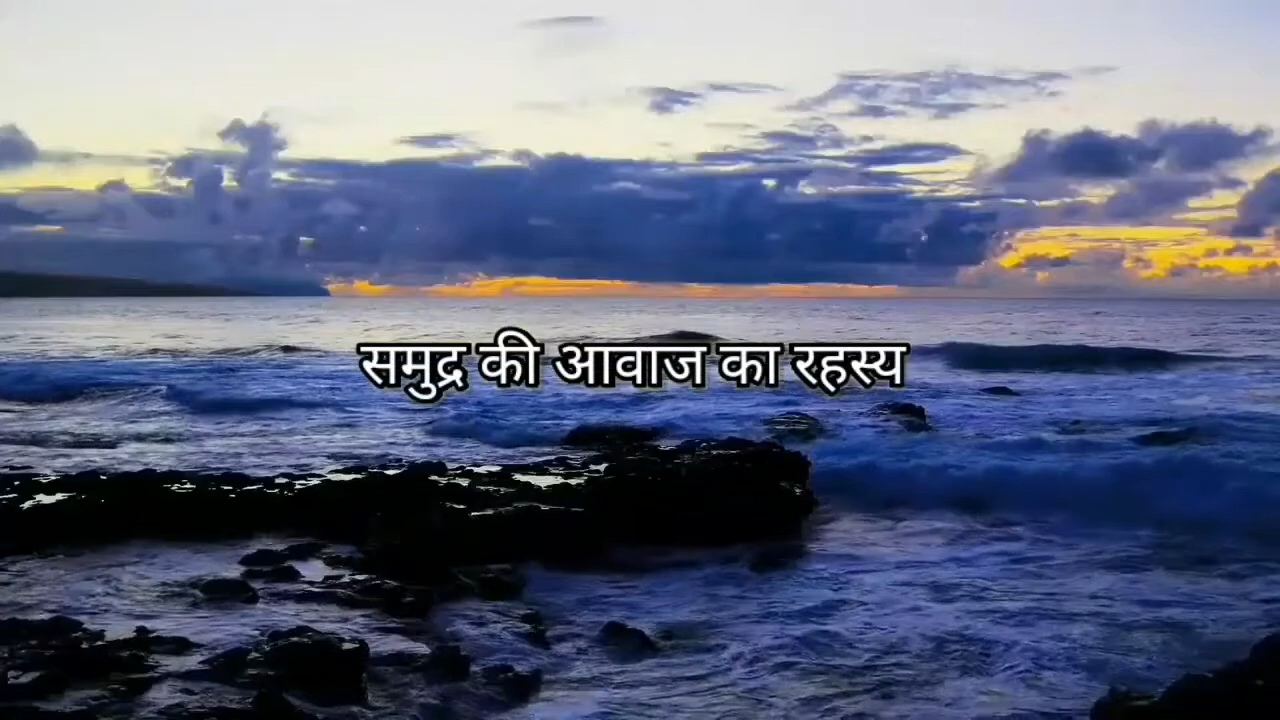 समुद्र की आवाज का रहस्य